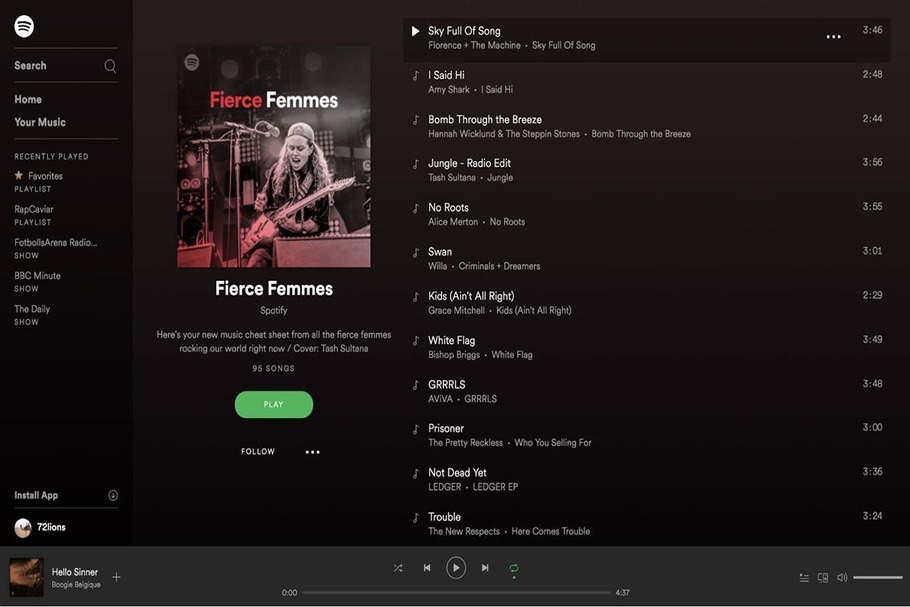 Search
Home
Your Music
RECENTLY PLAYED
Favorites
PLAYLIST
RapCaviar
PLAYLIST
FotbollsArena Radio...
SHOW
BBC Minute
SHOW
The Daily
SHOW
Install App
72lions
Fierce Femmes
Fierce Femmes
Spotify
Here's your new music cheat sheet from all the fierce femmes
rocking our world right now / Cover: Tash Sultana
95 SONGS
PLAY
FOLLOW
Sky Full Of Song 3:46
Florence + The Machine • Sky Full Of Song
I Said Hi 2:48
Amy Shark • I Said Hi
Bomb Through the Breeze 2:44
Hannah Wicklund & The Steppin Stones • Bomb Through the Breeze
Jungle - Radio Edit 3:56
Tash Sultana • Jungle
No Roots 3:55
Alice Merton • No Roots
Swan 3:01
Willa • Criminals + Dreamers
Kids (Ain't All Right) 2:29
Grace Mitchell • Kids (Ain't All Right)
White Flag 3:49
Bishop Briggs • White Flag
GRRRLS 3:48
AViVA • GRRRLS
Prisoner 3:00
The Pretty Reckless • Who You Selling For
Not Dead Yet 3:36
LEDGER • LEDGER EP
Trouble 3:24
The New Respects • Here Comes Trouble
Hello Sinner
Boogie Belgique
0:00 4:37